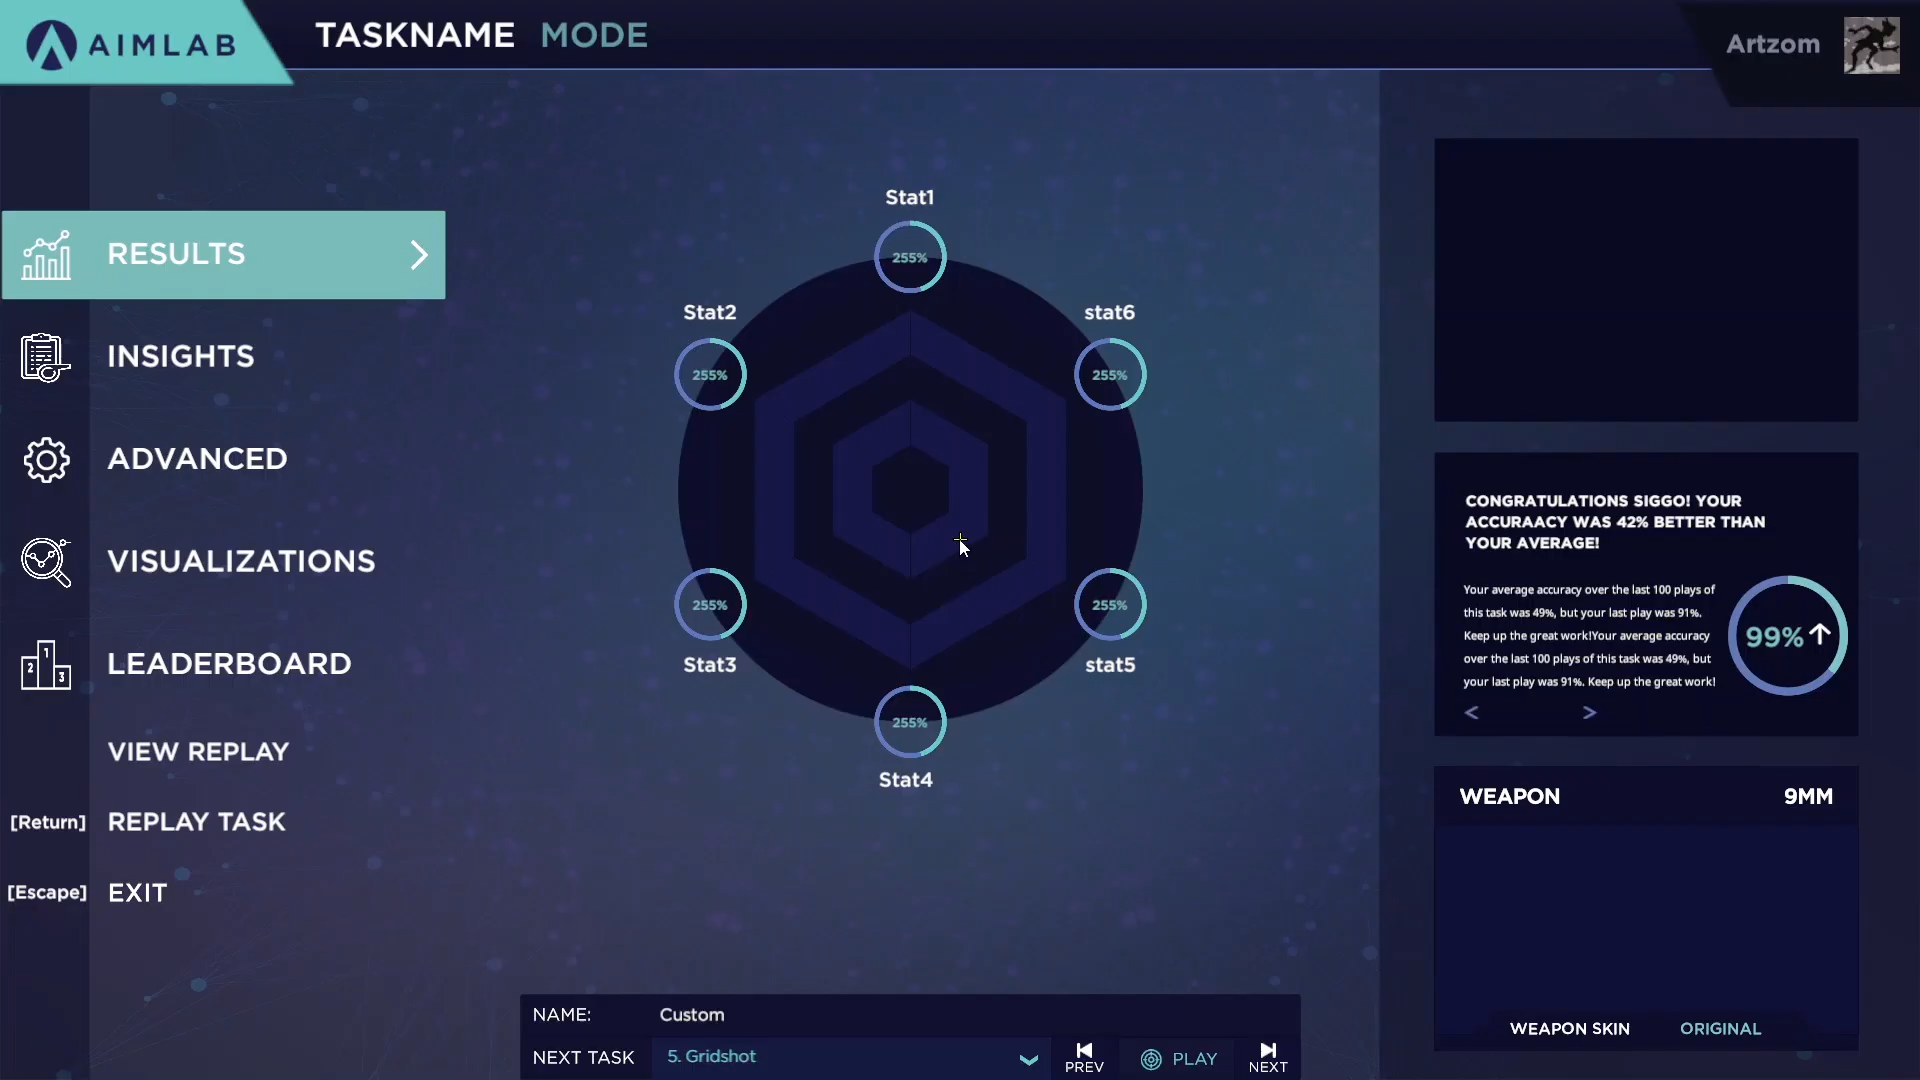 AIMLAB
TASKNAME MODE
Artzom
RESULTS
INSIGHTS
ADVANCED
VISUALIZATIONS
LEADERBOARD
1
2
3
VIEW REPLAY
[Return] REPLAY TASK
[Escape] EXIT
Stat1
255%
Stat2
255%
stat6
255%
255%
Stat3
255%
stat5
255%
Stat4
CONGRATULATIONS SIGGO! YOUR
ACCURAACY WAS 42% BETTER THAN
YOUR AVERAGE!
Your average accuracy over the last 100 plays of
this task was 49%, but your last play was 91%.
Keep up the great work!Your average accuracy
over the last 100 plays of this task was 49%, but
your last play was 91%. Keep up the great work!
99%
< >
WEAPON 9MM
WEAPON SKIN ORIGINAL
NAME: Custom
NEXT TASK 5. Gridshot
PREV
PLAY
NEXT